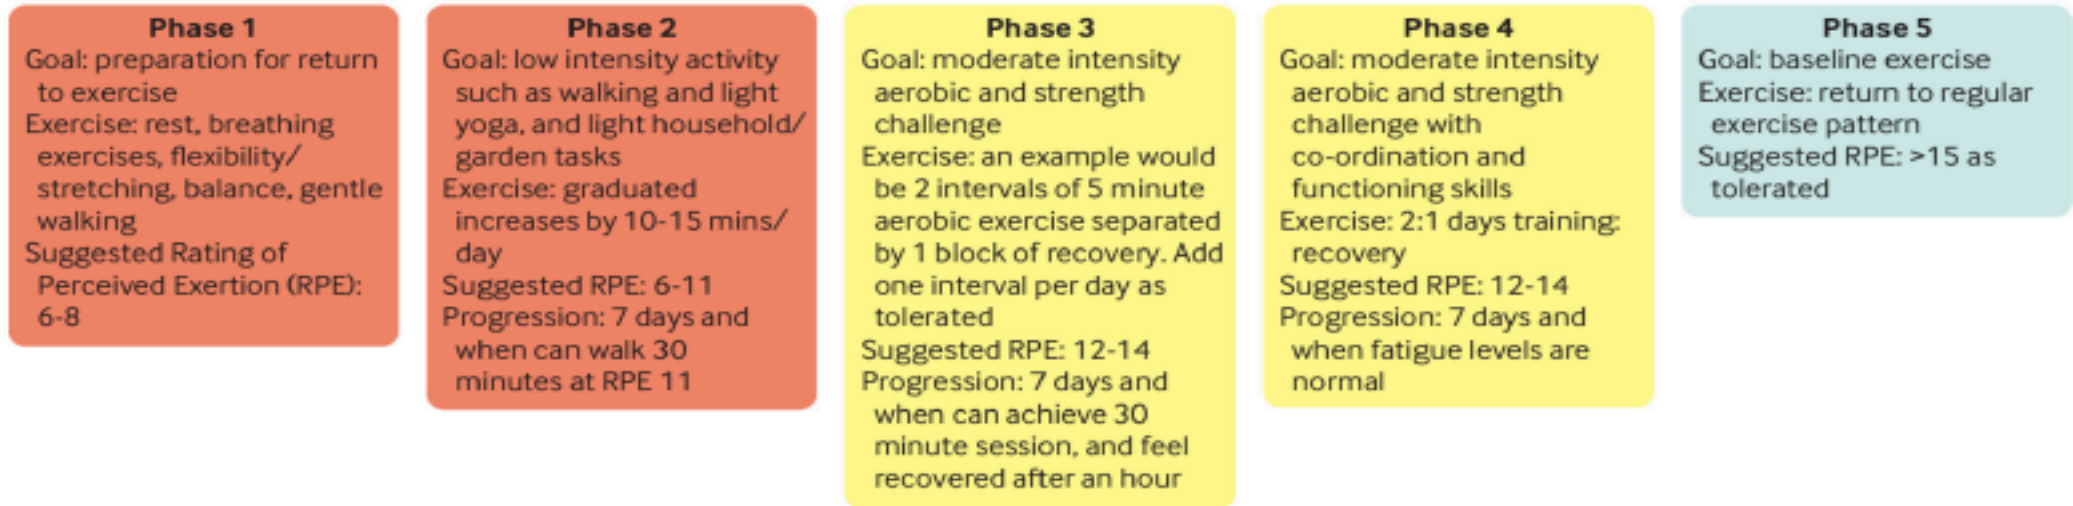 Phase 1
Goal: preparation for return
to exercise
Exercise: rest, breathing
exercises, flexibility/
stretching, balance, gentle
walking
Suggested Rating of
Perceived Exertion (RPE):
6-8
Phase 2
Goal: low intensity activity
such as walking and light
yoga, and light household/
garden tasks
Exercise: graduated
increases by 10-15 mins/
day
Suggested RPE: 6-11
Progression: 7 days and
when can walk 30
minutes at RPE 11
Phase 3
Goal: moderate intensity
aerobic and strength
challenge
Exercise: an example would
be 2 intervals of 5 minute
aerobic exercise separated
by 1 block of recovery. Add
one interval per day as
tolerated
Suggested RPE: 12-14
Progression: 7 days and
when can achieve 30
minute session, and feel
recovered after an hour
Phase 4
Goal: moderate intensity
aerobic and strength
challenge with
co-ordination and
functioning skills
Exercise: 2:1 days training:
recovery
Suggested RPE: 12-14
Progression: 7 days and
when fatigue levels are
normal
Phase 5
Goal: baseline exercise
Exercise: return to regular
exercise pattern
Suggested RPE: >15 as
tolerated